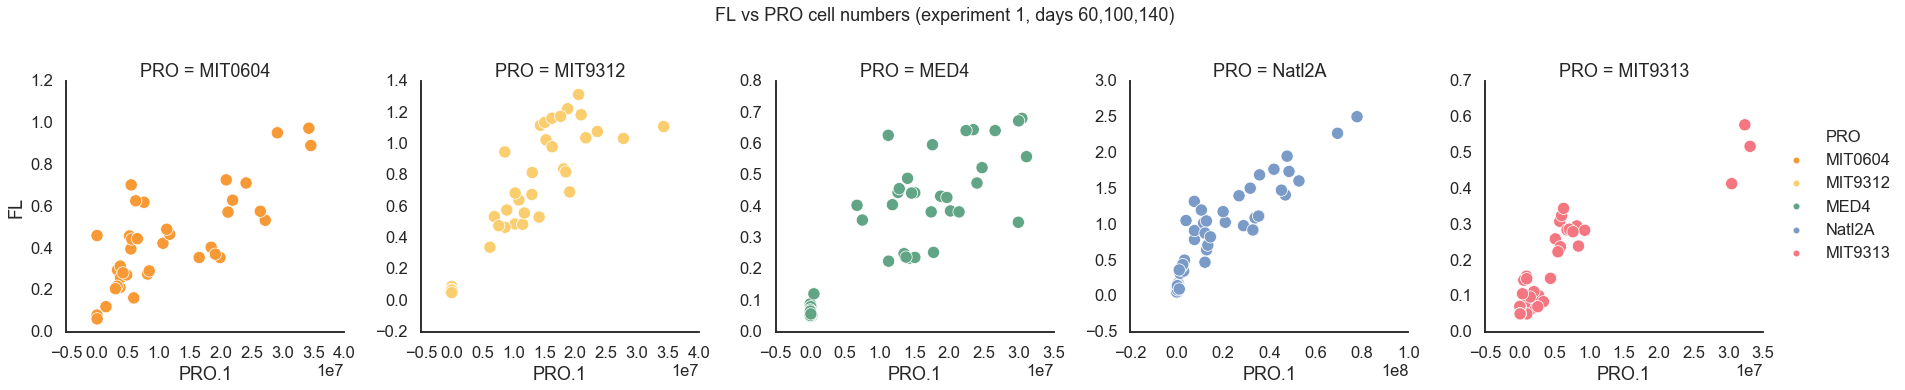 FL vs PRO cell numbers (experiment 1, days 60,100,140)
PRO = MIT0604
PRO = MIT9312
PRO = MED4
PRO = Natl2A
PRO = MIT9313
FL
1.2
1.0
0.8
0.6
0.4
0.2
0.0
−0.5 0.0 0.5 1.0 1.5 2.0 2.5 3.0 3.5 4.0
PRO.1
1e7
1.4
1.2
1.0
0.8
0.6
0.4
0.2
0.0
−0.2
−0.5 0.0 0.5 1.0 1.5 2.0 2.5 3.0 3.5 4.0
PRO.1
1e7
0.8
0.7
0.6
0.5
0.4
0.3
0.2
0.1
0.0
−0.5 0.0 0.5 1.0 1.5 2.0 2.5 3.0 3.5
PRO.1
1e7
3.0
2.5
2.0
1.5
1.0
0.5
0.0
−0.5
−0.2 0.0 0.2 0.4 0.6 0.8 1.0
PRO.1
1e8
0.7
0.6
0.5
0.4
0.3
0.2
0.1
0.0
−0.5 0.0 0.5 1.0 1.5 2.0 2.5 3.0 3.5
PRO.1
1e7
PRO
MIT0604
MIT9312
MED4
Natl2A
MIT9313